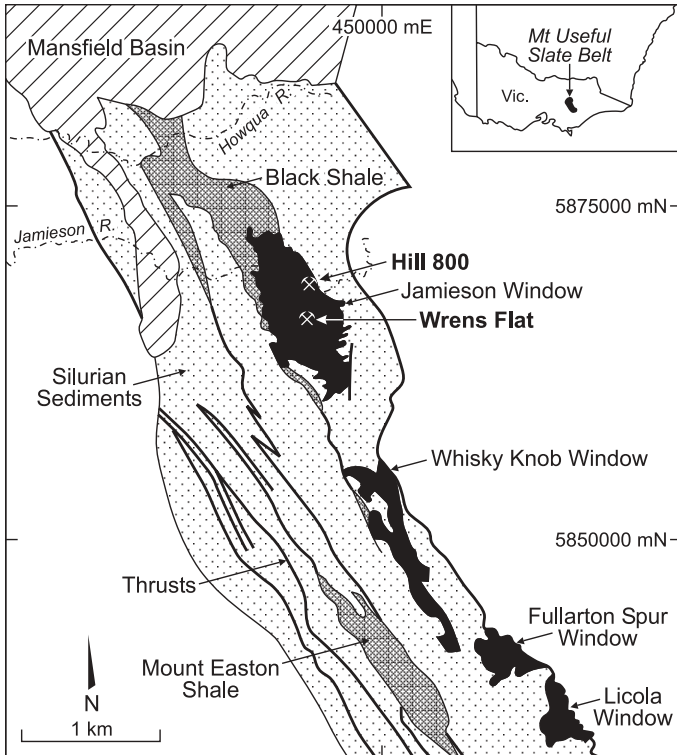 450000 mE
Mansfield Basin
Mt Useful
Slate Belt
Vic.
Howqua R.
Black Shale
5875000 mN
Jamieson R.
Hill 800
Jamieson Window
Wrens Flat
Silurian
Sediments
Whisky Knob Window
5850000 mN
Thrusts
Fullarton Spur
Window
Mount Easton
Shale
Licola
Window
N
1 km